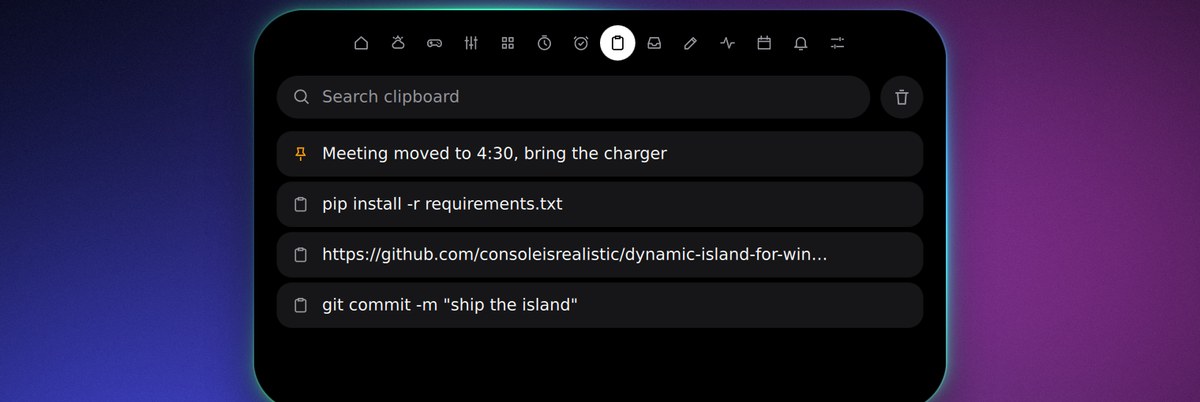 Search clipboard
Meeting moved to 4:30, bring the charger
pip install -r requirements.txt
https://github.com/consoleisrealistic/dynamic-island-for-win…
git commit -m "ship the island"